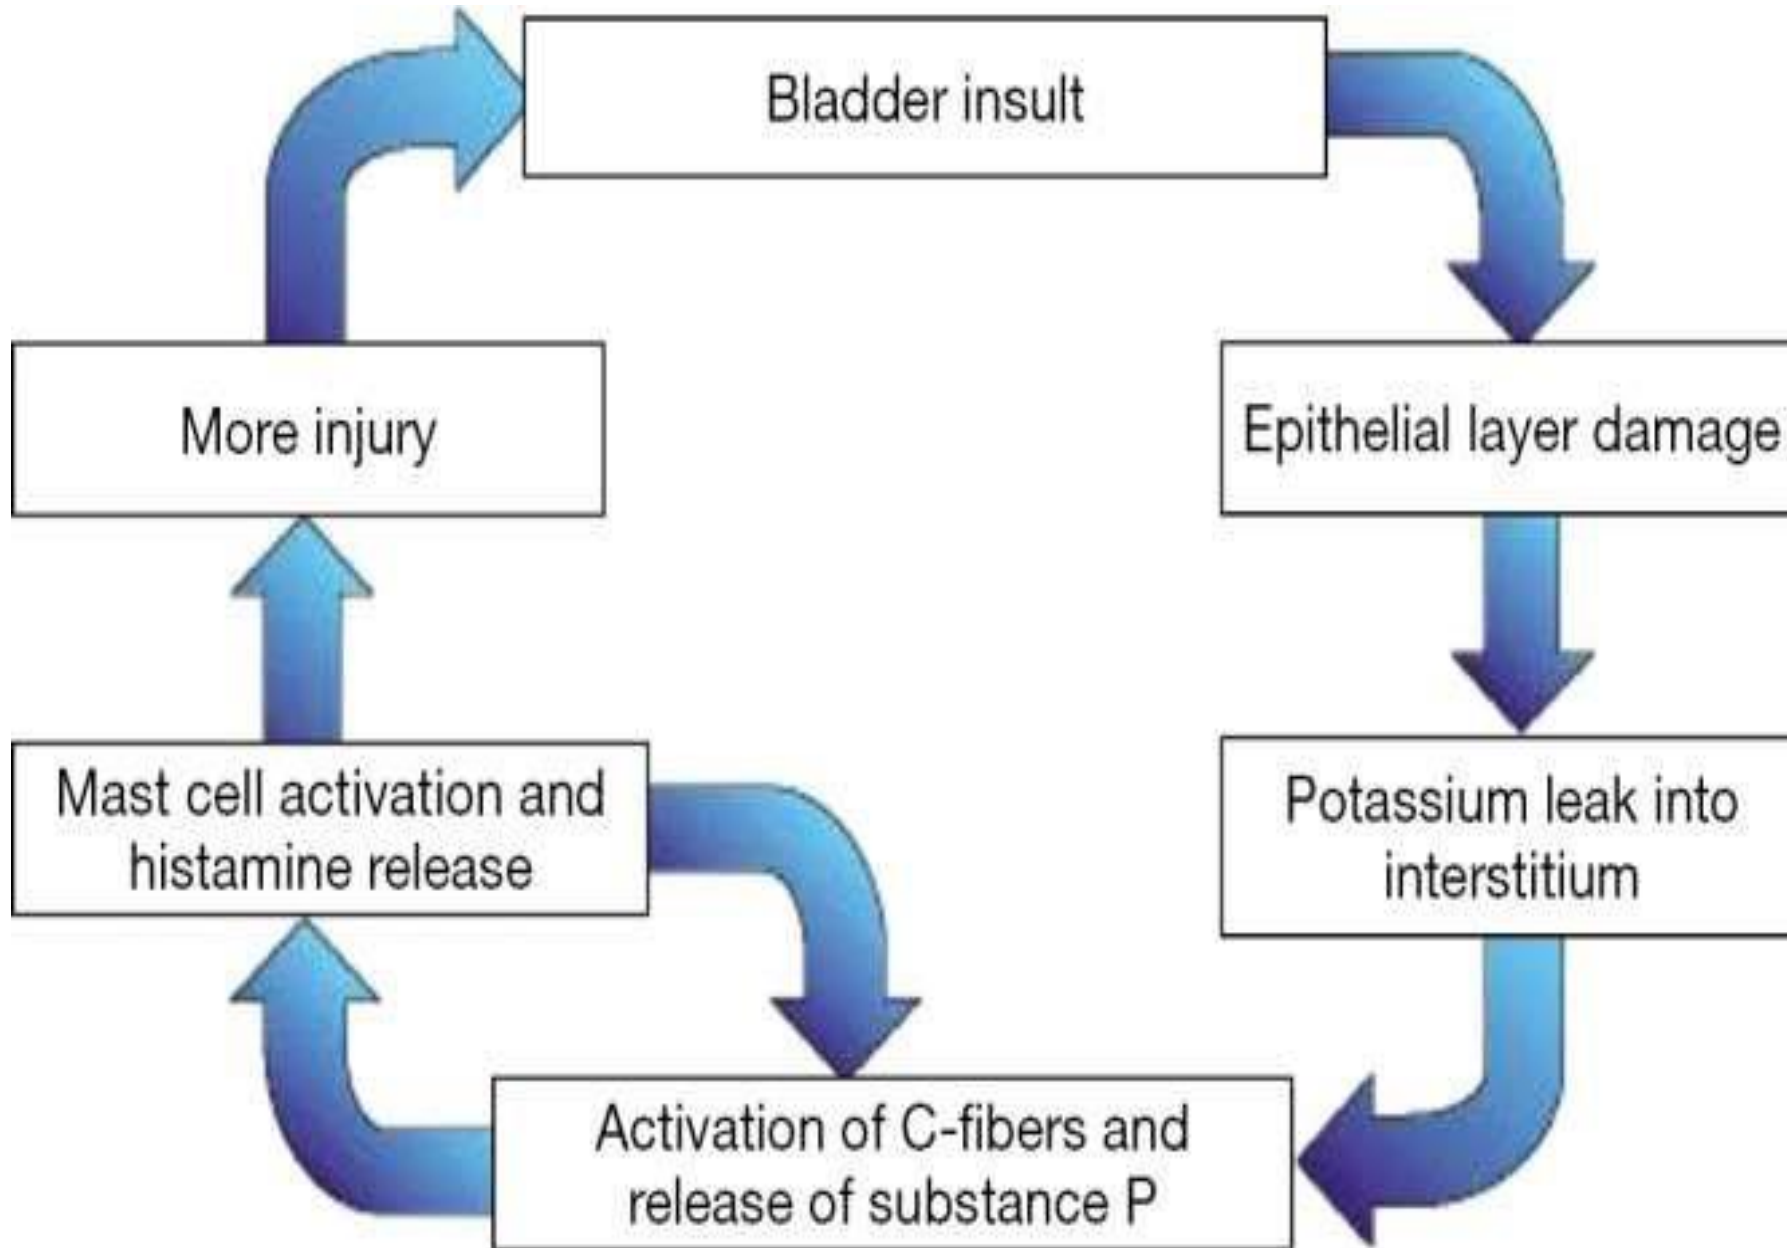 Bladder insult
Epithelial layer damage
Potassium leak into
interstitium
Activation of C-fibers and
release of substance P
Mast cell activation and
histamine release
More injury